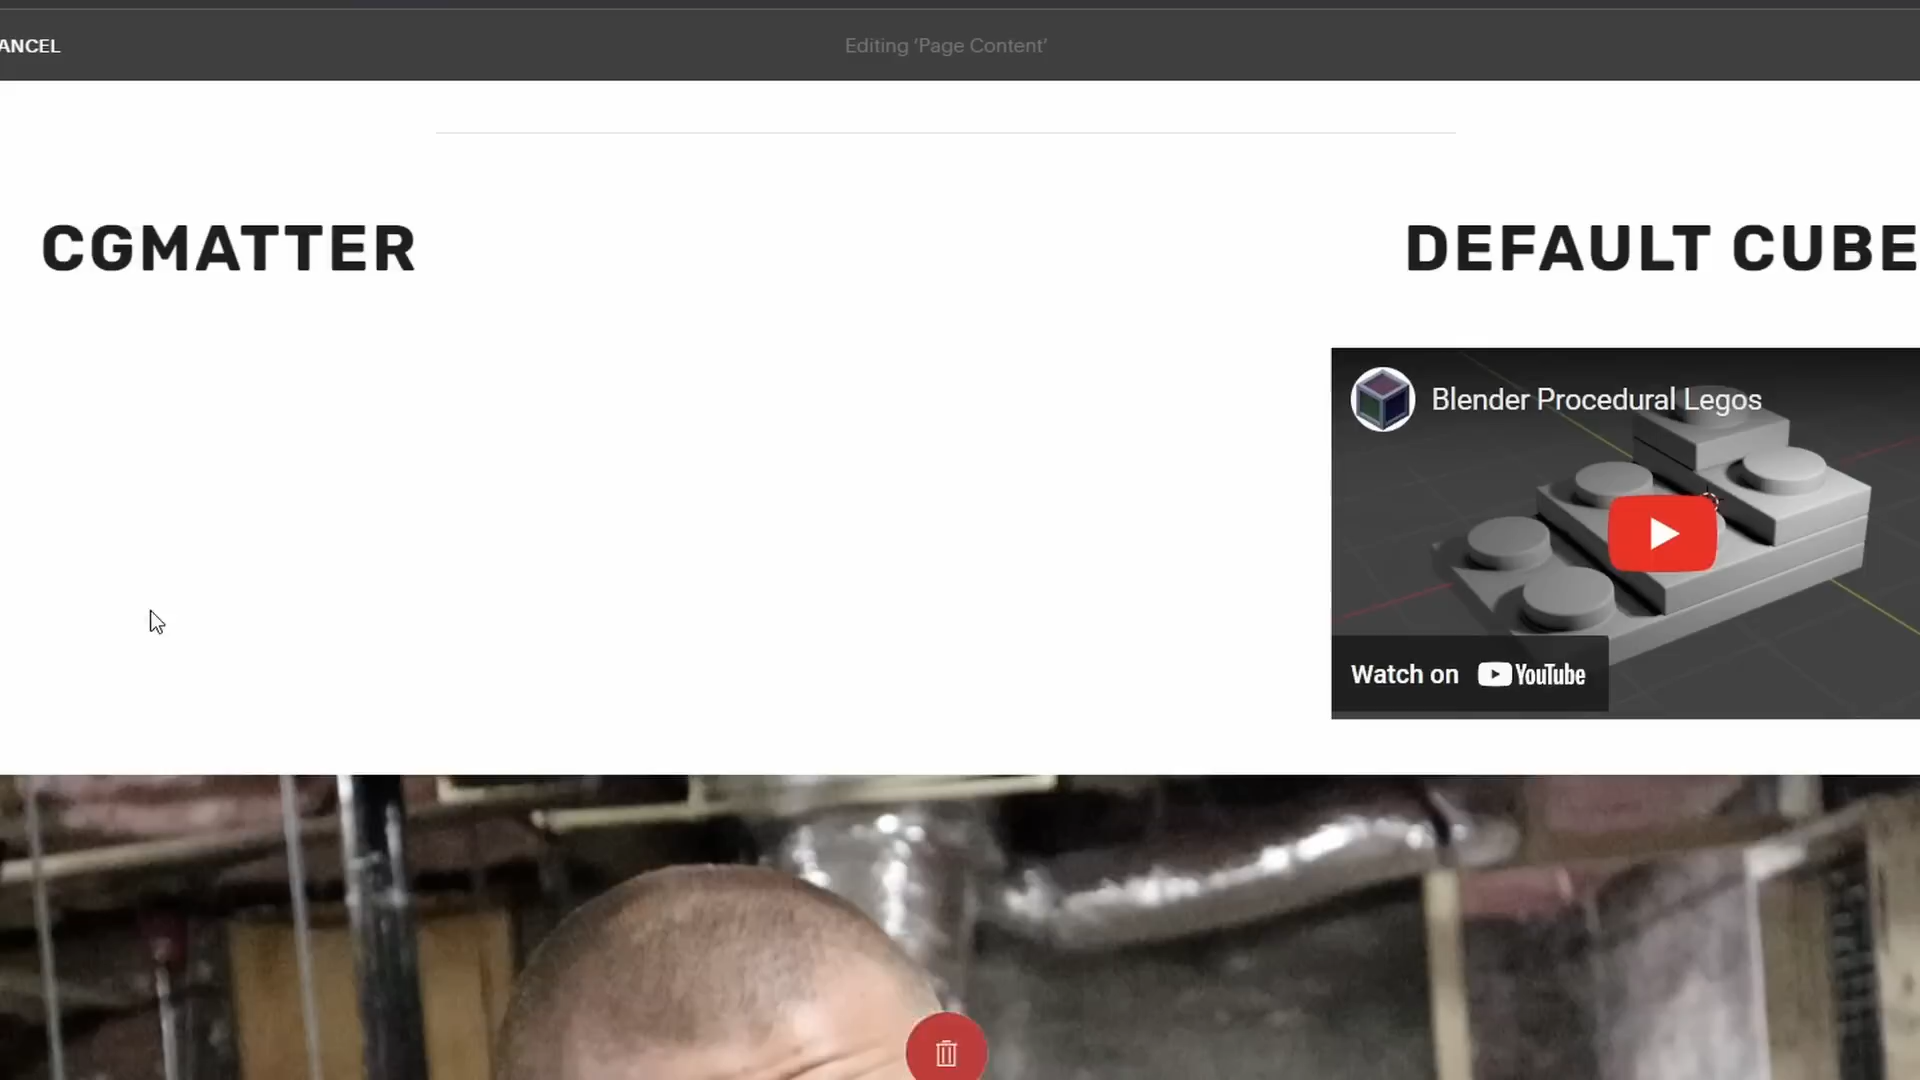 ANCEL
Editing ‘Page Content’
CGMATTER
DEFAULT CUBE
Blender Procedural Legos
Watch on YouTube